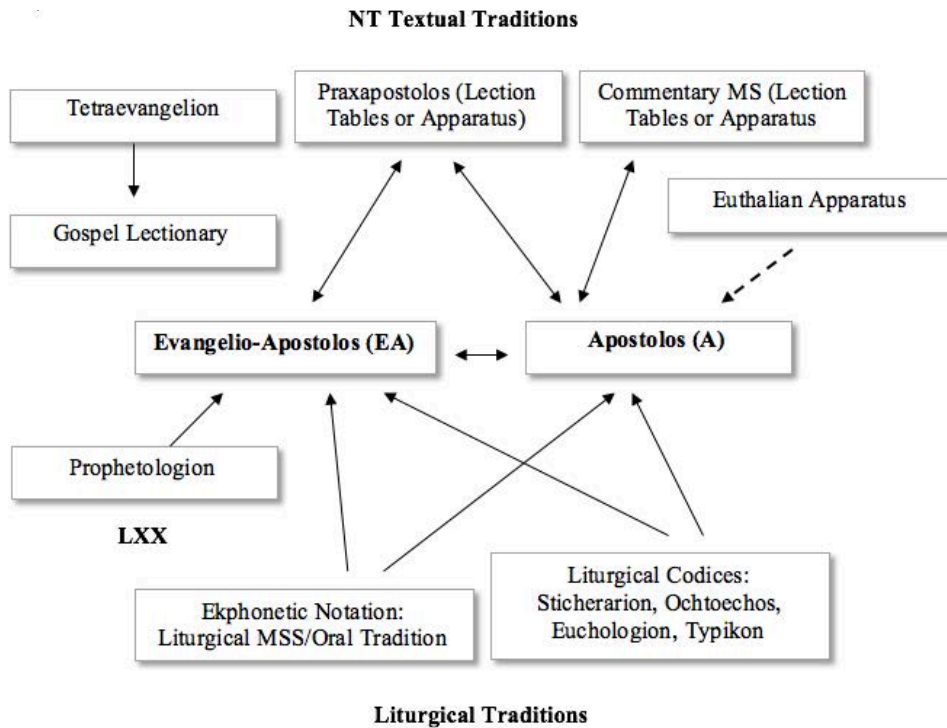 NT Textual Traditions
Tetraevangelion
Praxapostolos (Lection
Tables or Apparatus)
Commentary MS (Lection
Tables or Apparatus
Euthalian Apparatus
Gospel Lectionary
Evangelio-Apostolos (EA)
Apostolos (A)
Prophetologion
LXX
Ekphonetic Notation:
Liturgical MSS/Oral Tradition
Liturgical Codices:
Sticherarion, Ochtoechos,
Euchologion, Typikon
Liturgical Traditions